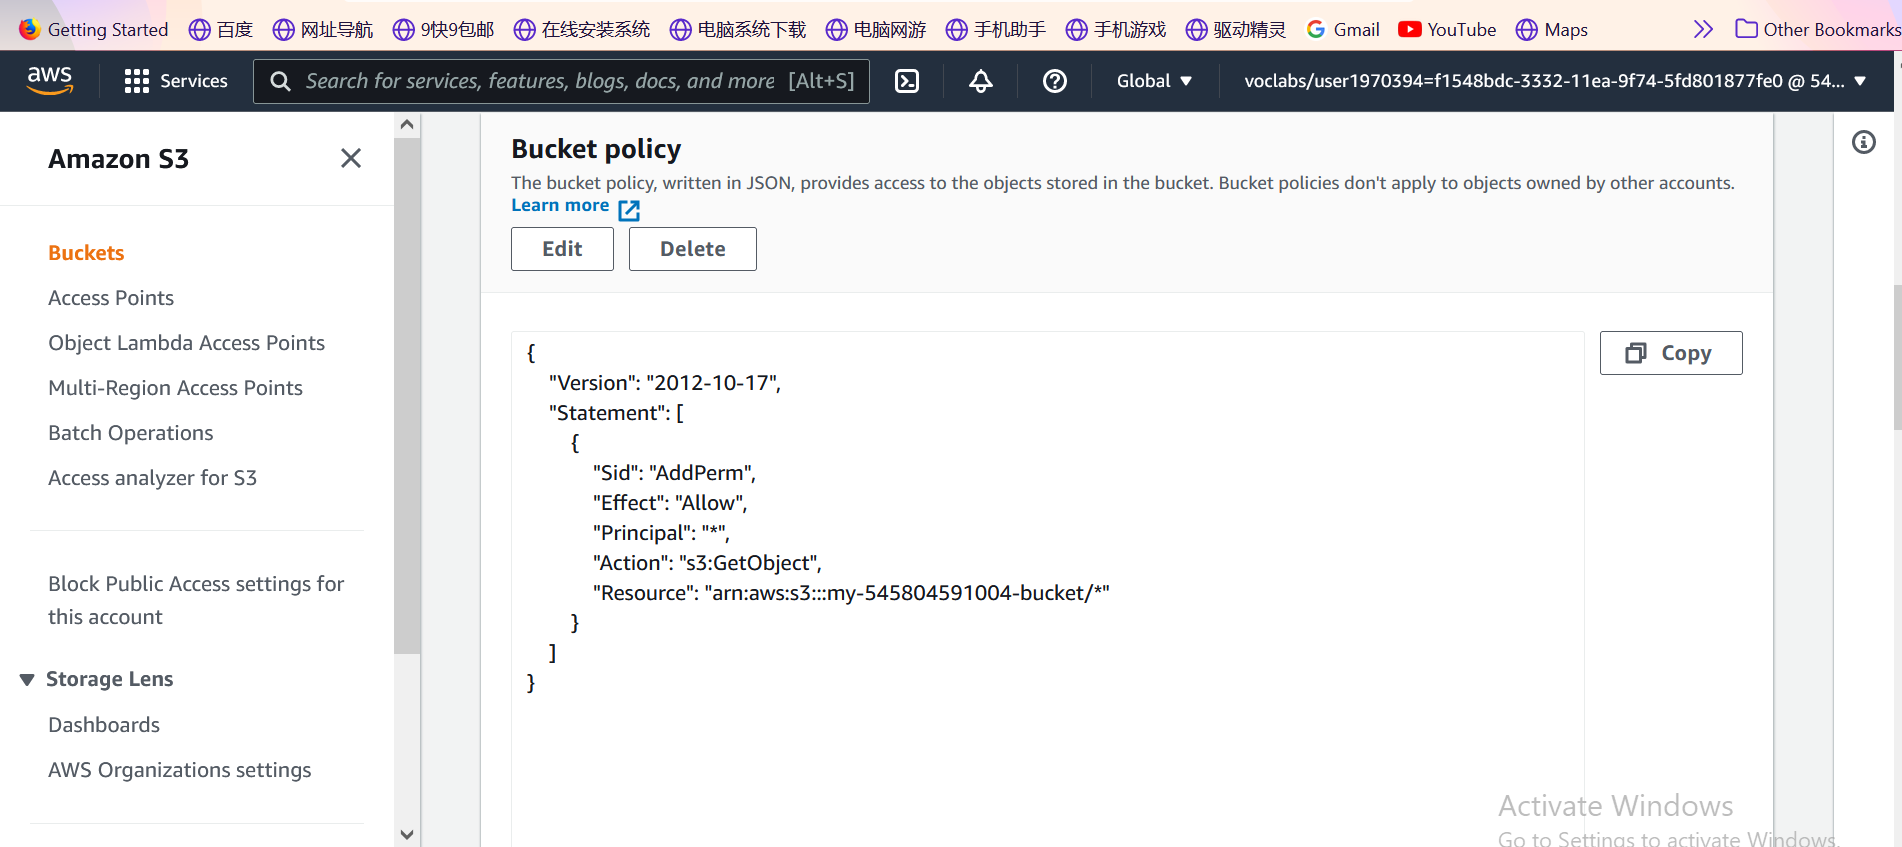 Getting Started 百度 网址导航 9快9包邮 在线安装系统 电脑系统下载 电脑网游 手机助手 手机游戏 驱动精灵 Gmail YouTube Maps Other Bookmarks
aws Services Search for services, features, blogs, docs, and more [Alt+S] Global voclabs/user1970394=f1548bdc-3332-11ea-9f74-5fd801877fe0 @ 54...
Amazon S3
Buckets
Access Points
Object Lambda Access Points
Multi-Region Access Points
Batch Operations
Access analyzer for S3
Block Public Access settings for
this account
Storage Lens
Dashboards
AWS Organizations settings
Bucket policy
The bucket policy, written in JSON, provides access to the objects stored in the bucket. Bucket policies don't apply to objects owned by other accounts.
Learn more
Edit Delete
Copy
{
"Version": "2012-10-17",
"Statement": [
{
"Sid": "AddPerm",
"Effect": "Allow",
"Principal": "*",
"Action": "s3:GetObject",
"Resource": "arn:aws:s3:::my-545804591004-bucket/*"
}
]
}
Activate Windows
Go to Settings to activate Windows.